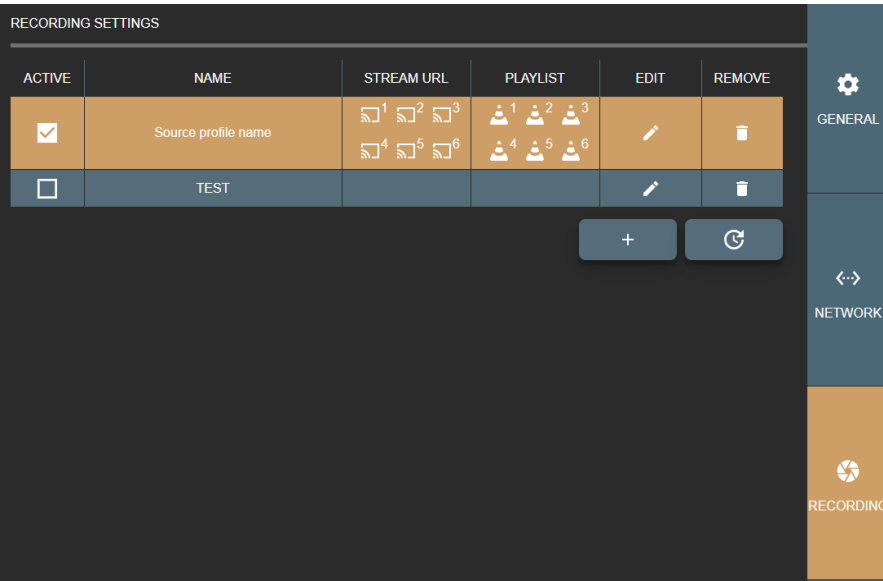 RECORDING SETTINGS
ACTIVE NAME STREAM URL PLAYLIST EDIT REMOVE
Source profile name
1 2 3 1 2 3
4 5 6 4 5 6
TEST
+
GENERAL
NETWORK
RECORDING